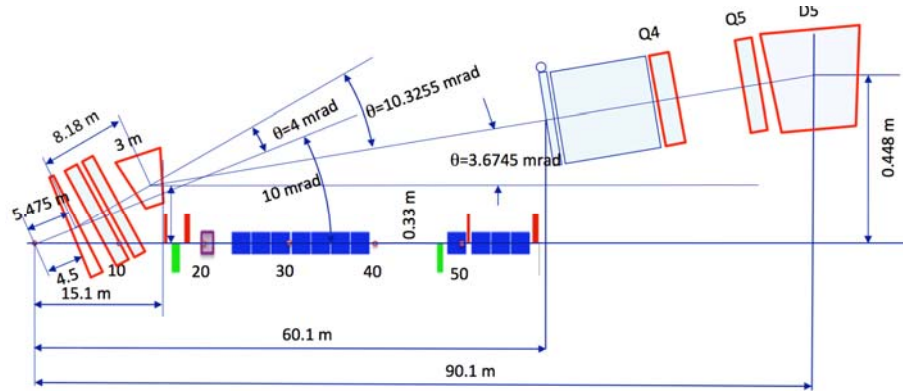 D5
Q5
Q4
θ=10.3255 mrad
θ=4 mrad
8.18 m
3 m
θ=3.6745 mrad
10 mrad
0.448 m
5.475 m
0.33 m
4.5
10
20
30
40
50
15.1 m
60.1 m
90.1 m